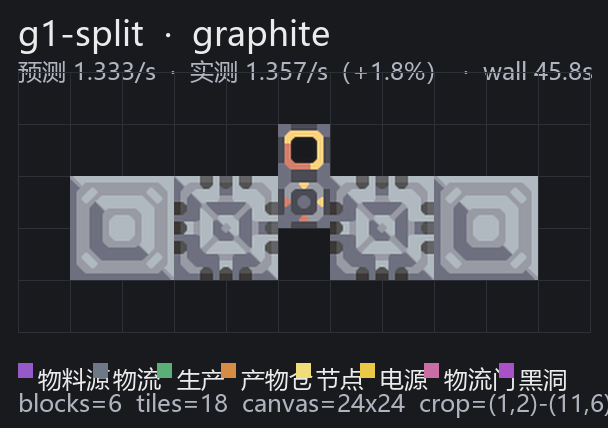 g1-split · graphite
预测 1.333/s · 实测 1.357/s (+1.8%) · wall 45.8s
物料源 物流 生产 产物仓 节点 电源 物流门 黑洞
blocks=6 tiles=18 canvas=24x24 crop=(1,2)-(11,6)